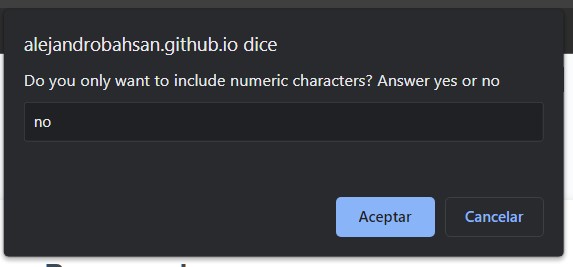 alejandrobahsan.github.io dice
Do you only want to include numeric characters? Answer yes or no
no
Aceptar
Cancelar